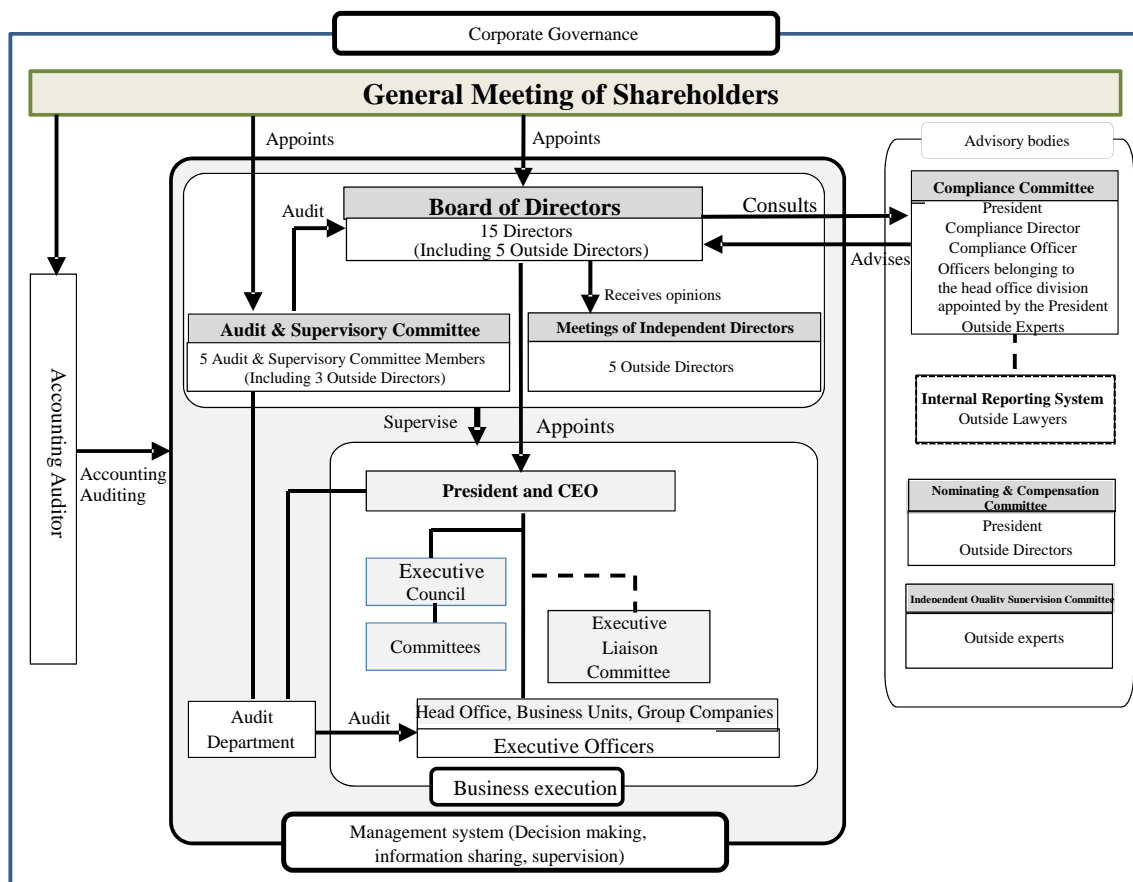 Corporate Governance
General Meeting of Shareholders
Appoints
Appoints
Advisory bodies
Board of Directors
15 Directors
(Including 5 Outside Directors)
Audit
Consults
Advises
Compliance Committee
President
Compliance Director
Compliance Officer
Officers belonging to
the head office division
appointed by the President
Outside Experts
Receives opinions
Audit & Supervisory Committee
5 Audit & Supervisory Committee Members
(Including 3 Outside Directors)
Meetings of Independent Directors
5 Outside Directors
Internal Reporting System
Outside Lawyers
Supervise
Appoints
Accounting Auditor
Accounting
Auditing
President and CEO
Nominating & Compensation
Committee
President
Outside Directors
Executive
Council
Committees
Executive
Liaison
Committee
Independent Quality Supervision Committee
Outside experts
Audit
Department
Audit
Head Office, Business Units, Group Companies
Executive Officers
Business execution
Management system (Decision making,
information sharing, supervision)